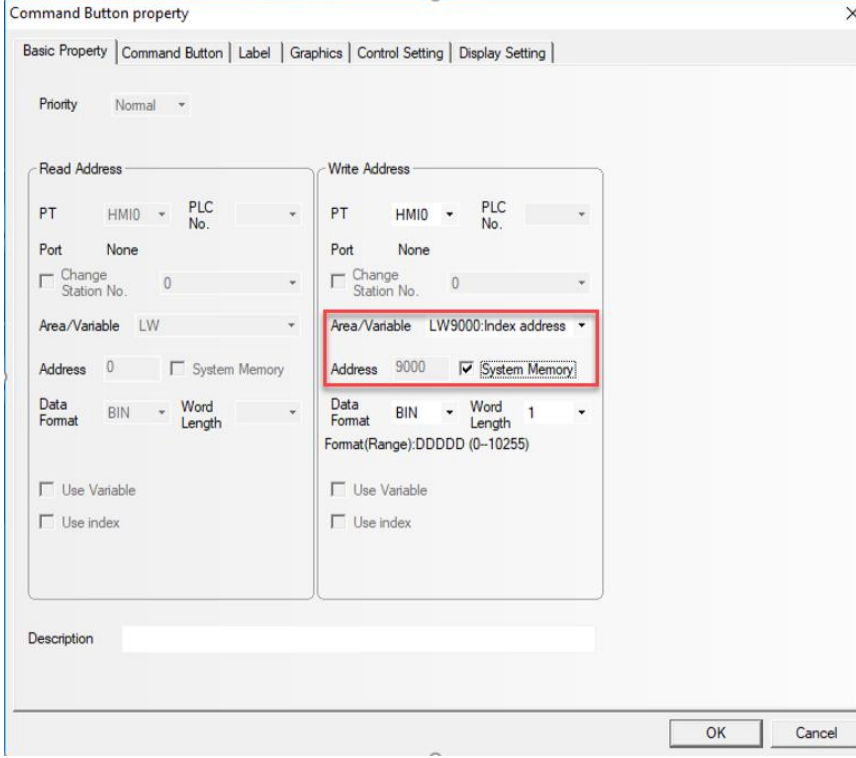 Command Button property
Basic Property Command Button Label Graphics Control Setting Display Setting
Priority Normal
Read Address
PT HMI0 PLC No.
Port None
Change Station No. 0
Area/Variable LW
Address 0 System Memory
Data Format BIN Word Length
Use Variable
Use index
Write Address
PT HMI0 PLC No.
Port None
Change Station No. 0
Area/Variable LW9000:Index address
Address 9000 System Memory
Data Format BIN Word Length 1
Format(Range):DDDDD (0--10255)
Use Variable
Use index
Description
OK Cancel